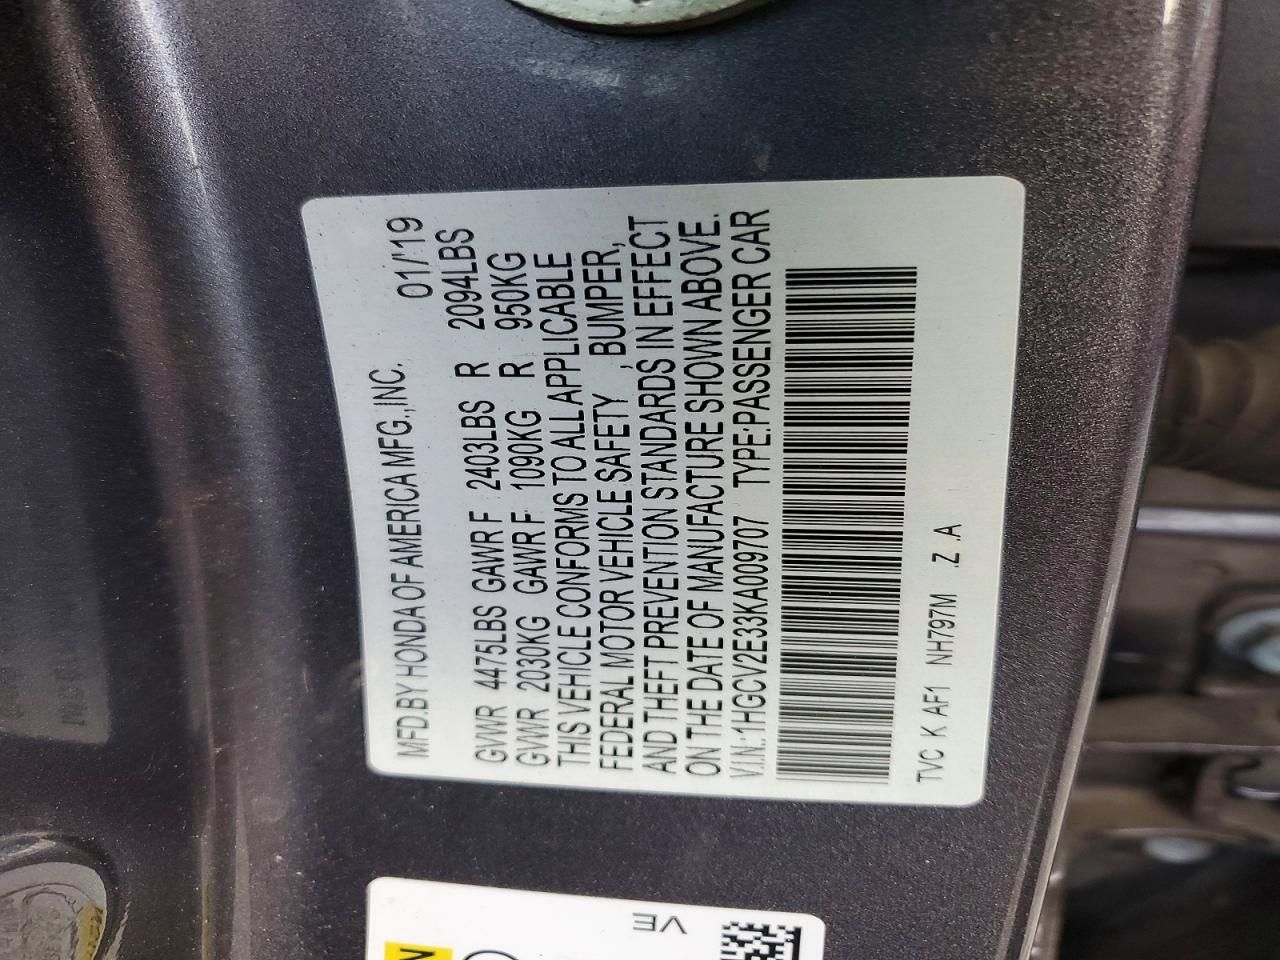 MFD.BY HONDA OF AMERICA MFG.,INC. 01/'19
GVWR 4475LBS GAWR F 2403LBS R 2094LBS
GVWR 2030KG GAWR F 1090KG R 950KG
THIS VEHICLE CONFORMS TO ALL APPLICABLE
FEDERAL MOTOR VEHICLE SAFETY , BUMPER,
AND THEFT PREVENTION STANDARDS IN EFFECT
ON THE DATE OF MANUFACTURE SHOWN ABOVE.
V.I.N.:1HGCV2E33KA009707 TYPE:PASSENGER CAR
TVC K AF1 NH797M .Z .A
VE